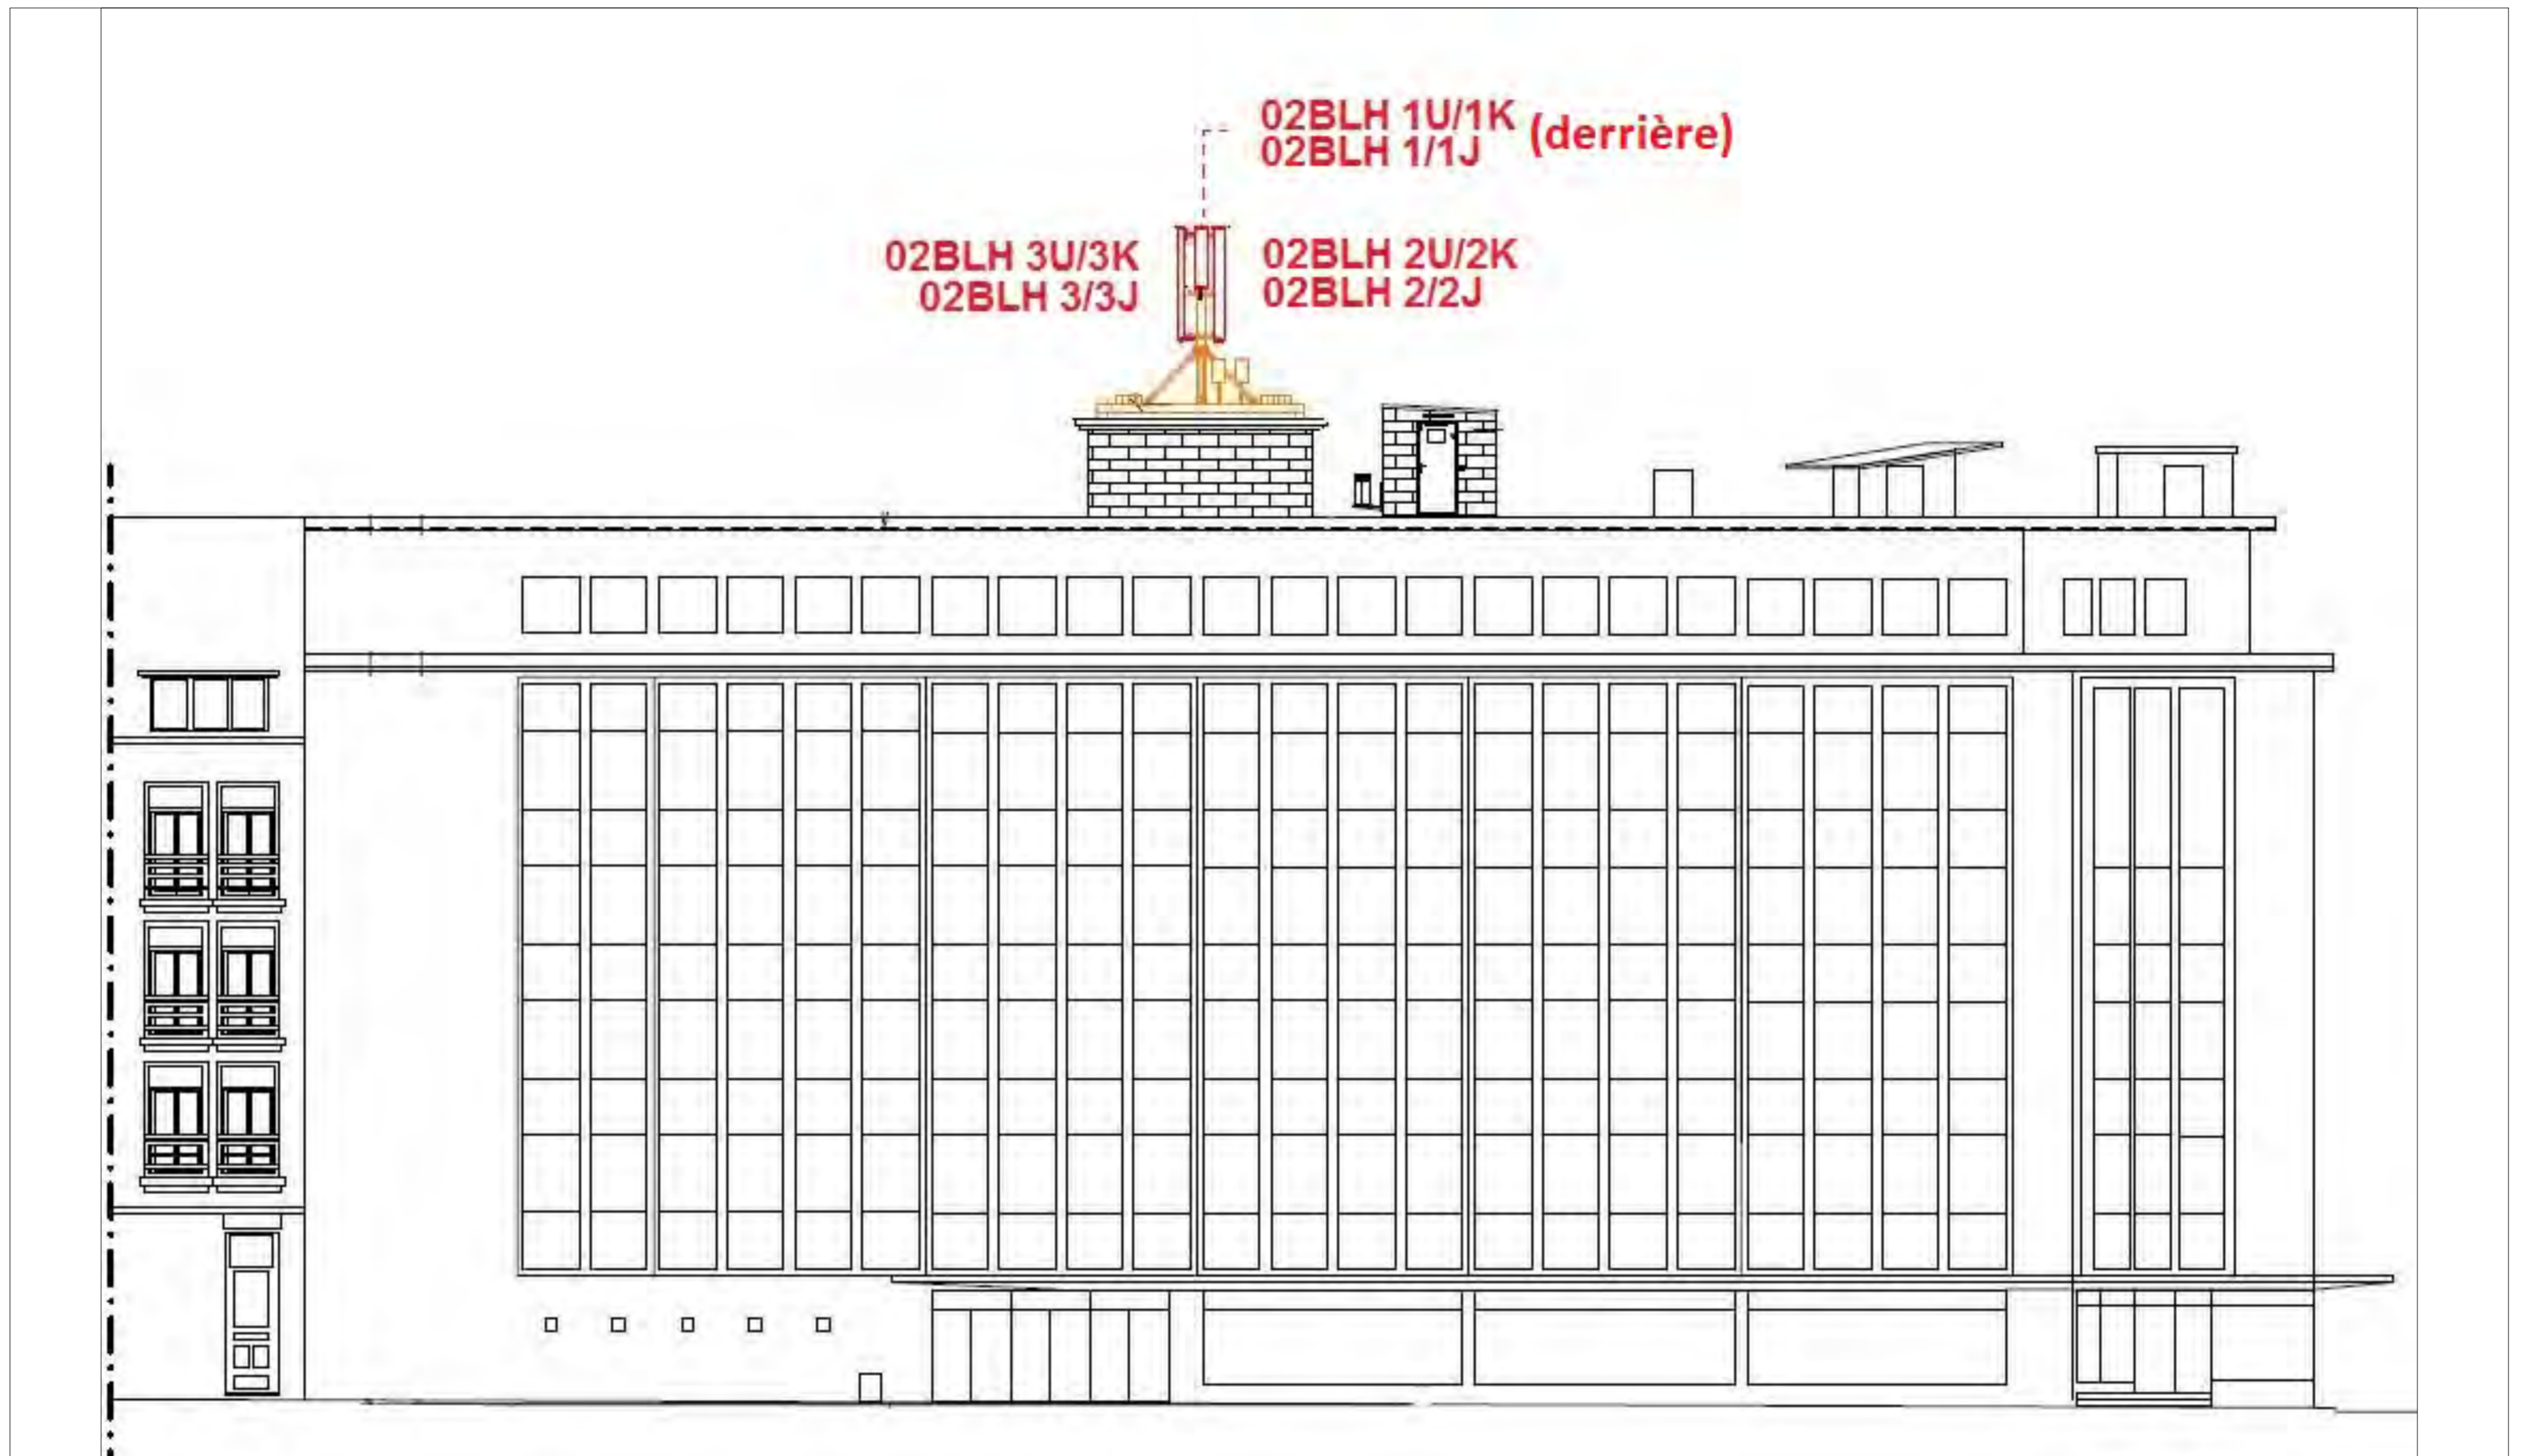 02BLH 1U/1K (derrière)
02BLH 1/1J
02BLH 3U/3K
02BLH 3/3J
02BLH 2U/2K
02BLH 2/2J